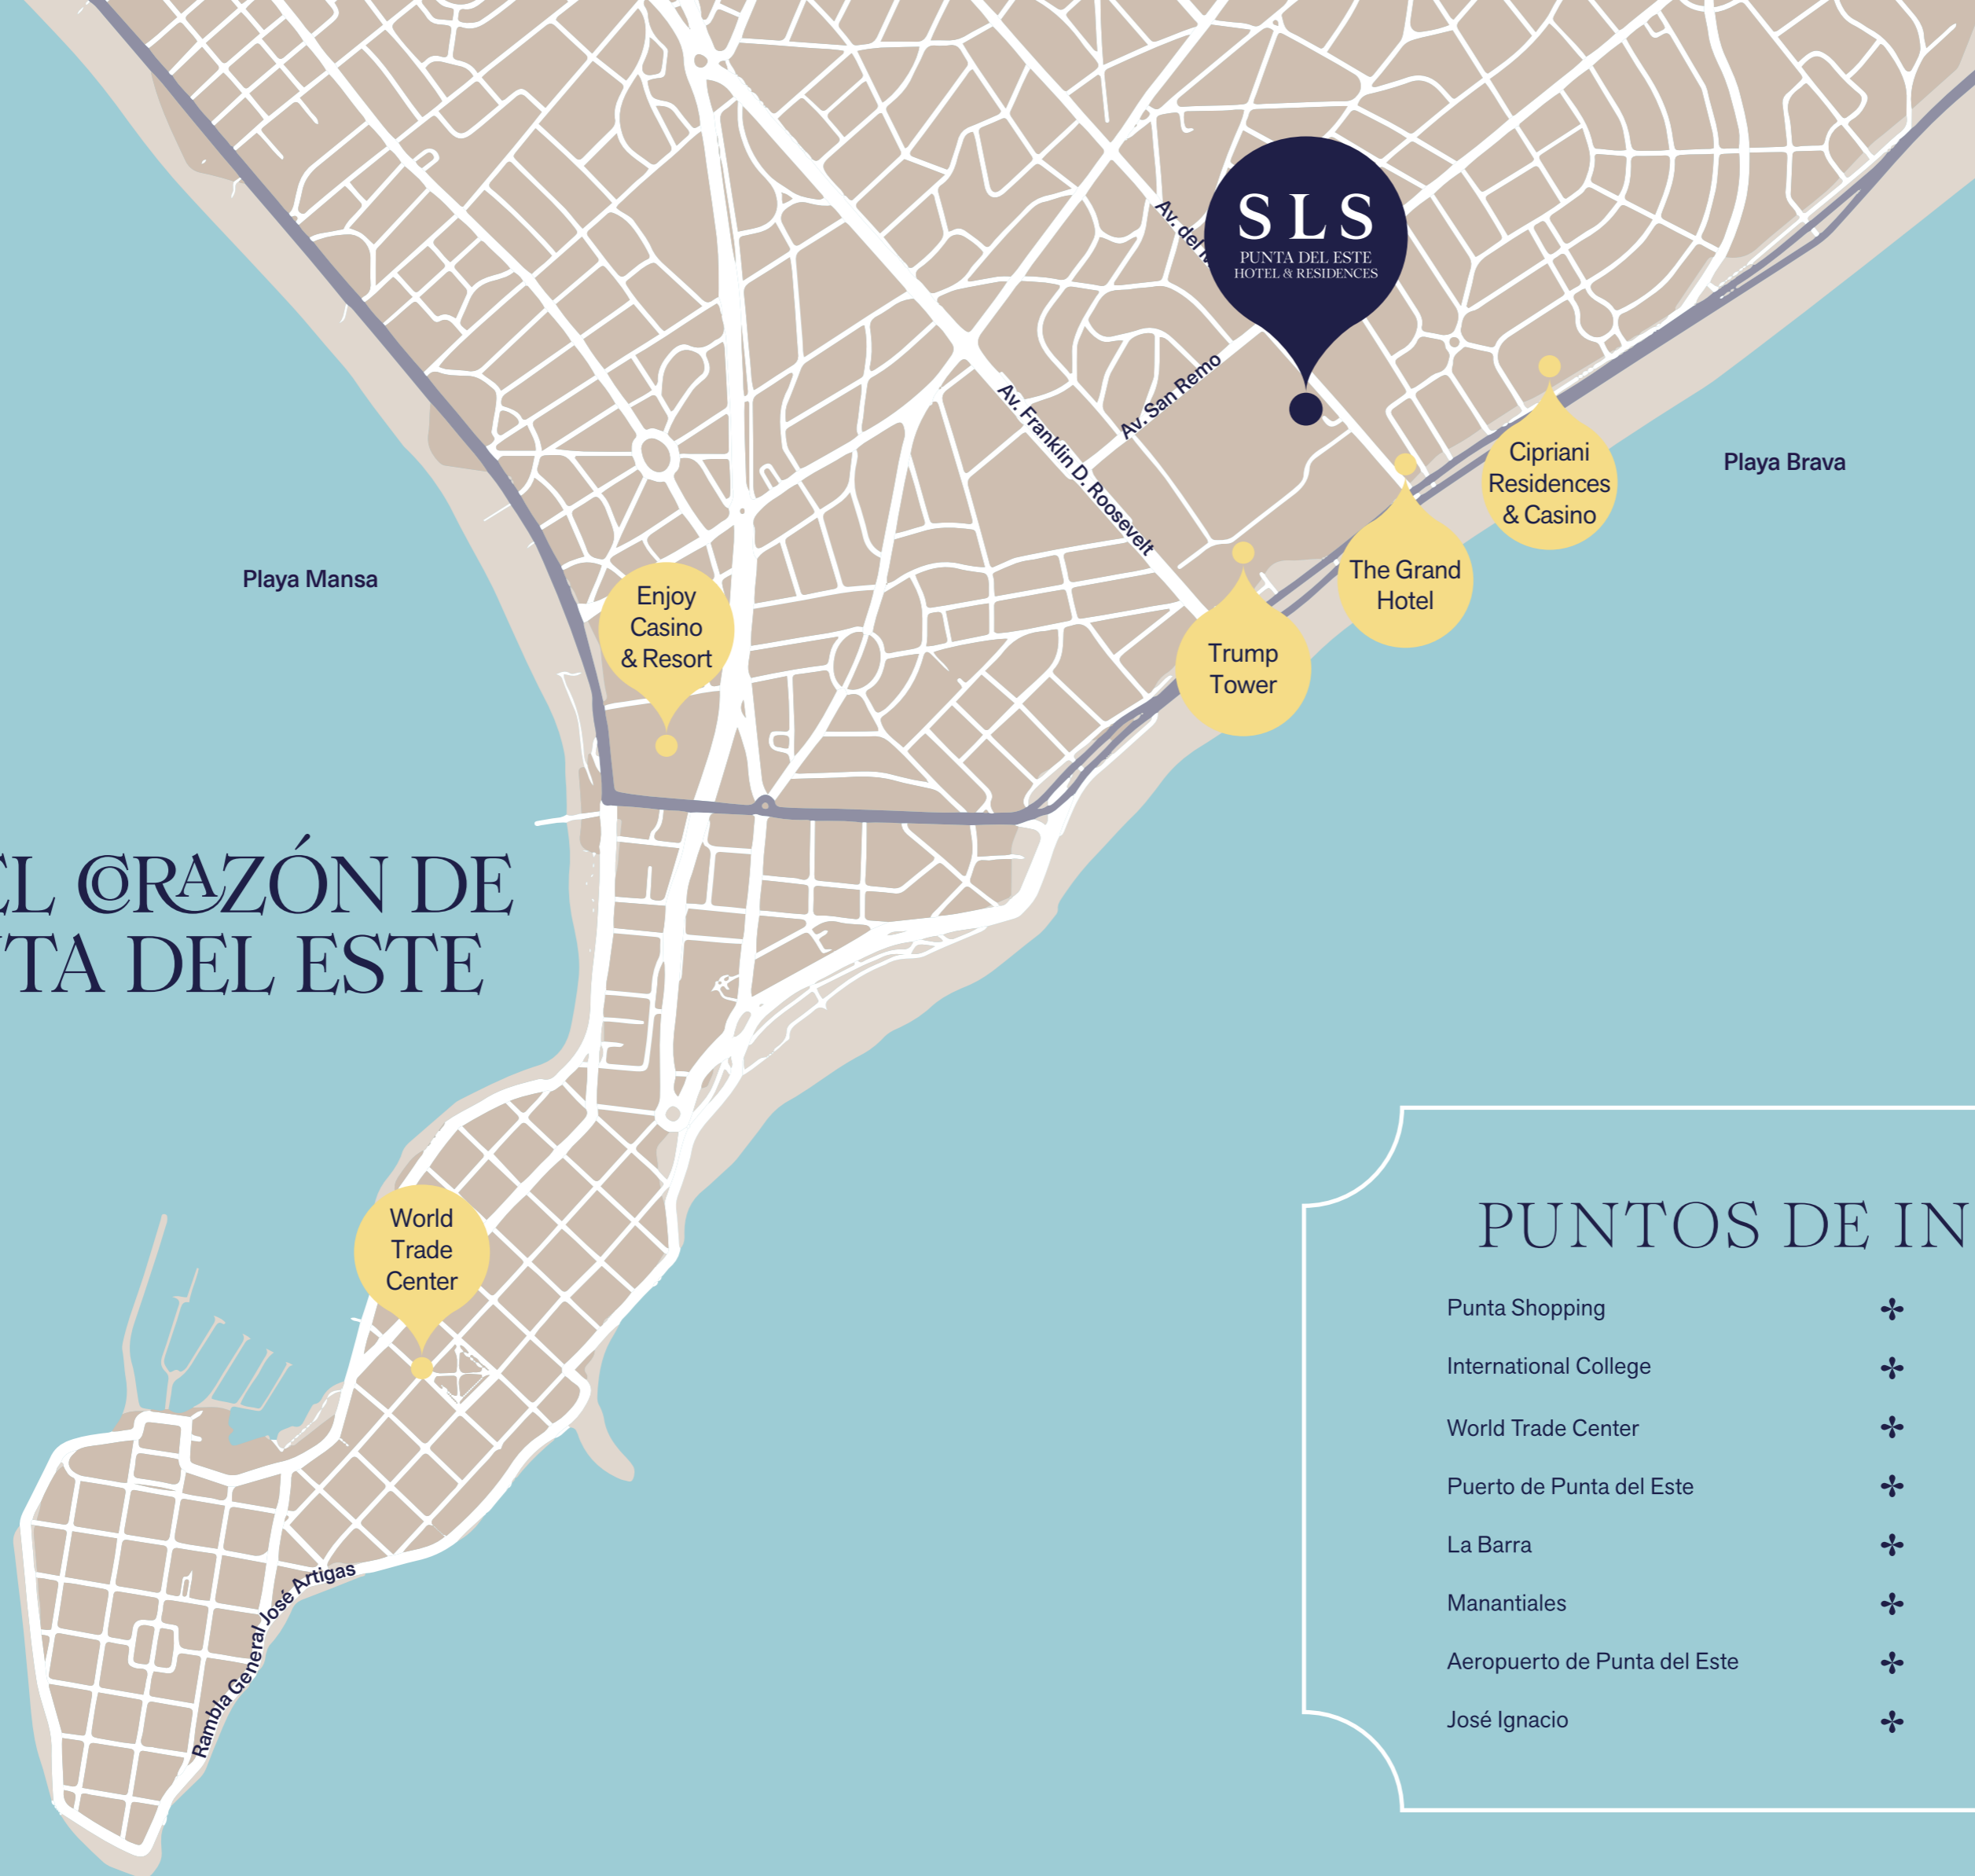 Av. del
S L S
PUNTA DEL ESTE
HOTEL & RESIDENCES
Av. San Remo
Av. Franklin D. Roosevelt
Cipriani
Residences
& Casino
Playa Brava
The Grand
Hotel
Trump
Tower
Playa Mansa
Enjoy
Casino
& Resort
EL CORAZÓN DE
TA DEL ESTE
World
Trade
Center
Rambla General José Artigas
PUNTOS DE IN
Punta Shopping
International College
World Trade Center
Puerto de Punta del Este
La Barra
Manantiales
Aeropuerto de Punta del Este
José Ignacio